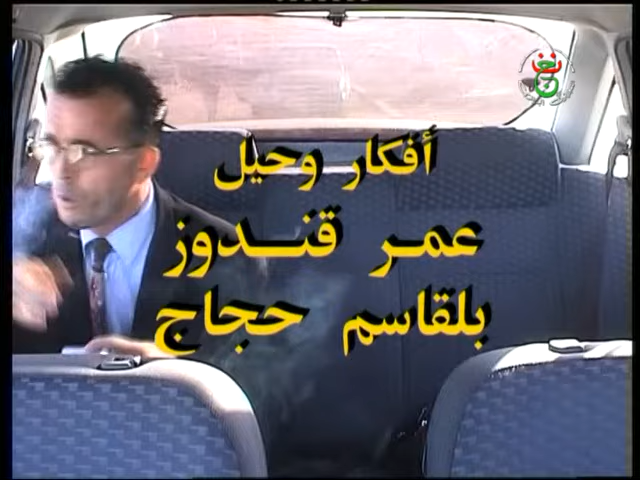 أفكار وحيل
عمر قندوز
بلقاسم حجاج